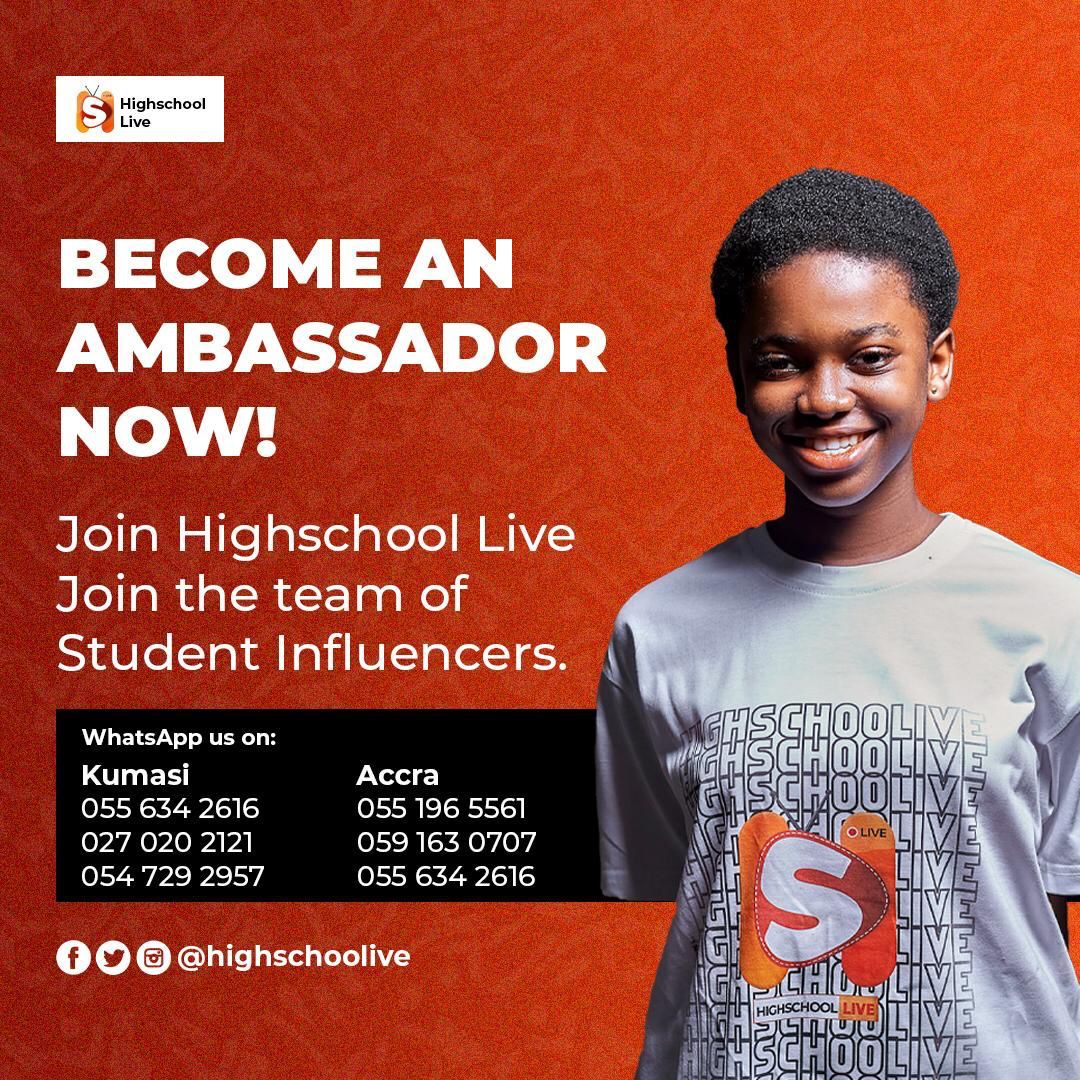 Highschool
Live
BECOME AN
AMBASSADOR
NOW!
Join Highschool Live
Join the team of
Student Influencers.
WhatsApp us on:
Kumasi
055 634 2616
027 020 2121
054 729 2957
Accra
055 196 5561
059 163 0707
055 634 2616
@highschoolive
HIGHSCHOOLIVE
LIVE
S
HIGHSCHOOL LIVE